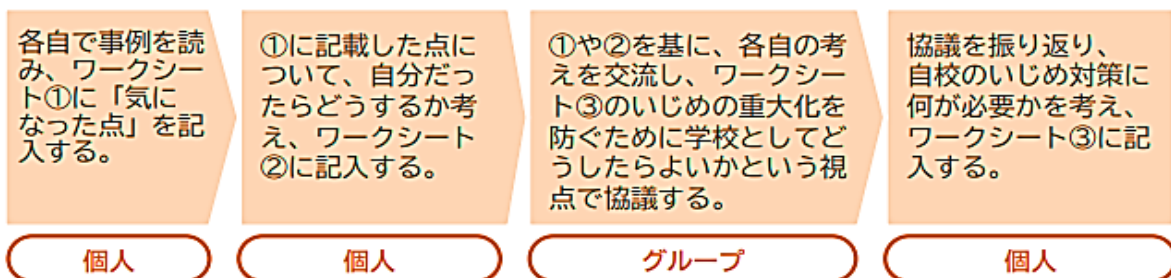 各自で事例を読
み、ワークシー
ト①に「気に
なった点」を記
入する。
①に記載した点に
ついて、自分だっ
たらどうするか考
え、ワークシート
②に記入する。
①や②を基に、各自の考
えを交流し、ワークシー
ト③のいじめの重大化を
防ぐために学校としてど
うしたらよいかという視
点で協議する。
協議を振り返り、
自校のいじめ対策に
何が必要かを考え、
ワークシート③に記
入する。
個人
個人
グループ
個人